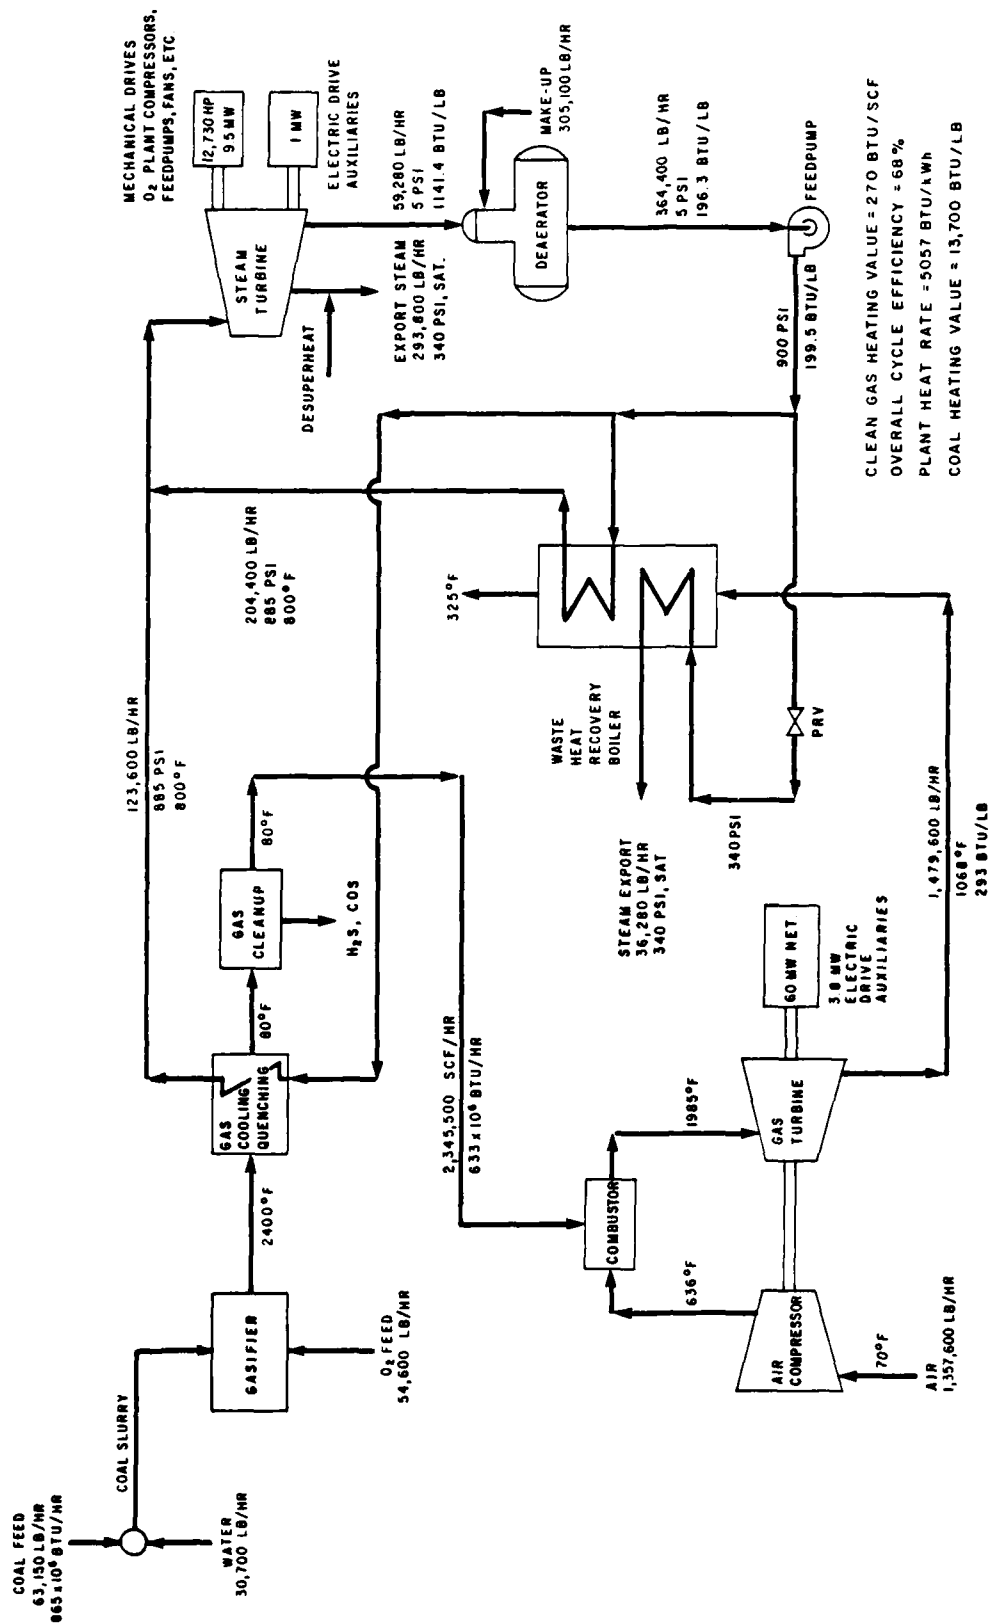 COAL FEED
63,150 LB/HR
865x10⁶ BTU/HR
WATER
30,700 LB/HR
COAL SLURRY
GASIFIER
O₂ FEED
54,600 LB/HR
2400°F
GAS
COOLING
QUENCHING
80°F
GAS
CLEANUP
80°F
H₂S, COS
123,600 LB/HR
885 PSI
800°F
204,400 LB/HR
885 PSI
800°F
2,345,500 SCF/HR
633x10⁶ BTU/HR
AIR
1,357,600 LB/HR
70°F
AIR
COMPRESSOR
636°F
COMBUSTOR
1985°F
GAS
TURBINE
60 MW NET
3.8 MW
ELECTRIC
DRIVE
AUXILIARIES
1,479,600 LB/HR
1068°F
293 BTU/LB
WASTE
HEAT
RECOVERY
BOILER
325°F
STEAM EXPORT
36,280 LB/HR
340 PSI, SAT
340PSI
PRV
MECHANICAL DRIVES
O₂ PLANT COMPRESSORS,
FEEDPUMPS, FANS, ETC
STEAM
TURBINE
12,730 HP
9.5 MW
1 MW
ELECTRIC DRIVE
AUXILIARIES
DESUPERHEAT
EXPORT STEAM
293,800 LB/HR
340 PSI, SAT.
59,280 LB/HR
5 PSI
1141.4 BTU/LB
MAKE-UP
305,100 LB/HR
DEAERATOR
364,400 LB/HR
5 PSI
196.3 BTU/LB
FEEDPUMP
900 PSI
199.5 BTU/LB
CLEAN GAS HEATING VALUE = 270 BTU/SCF
OVERALL CYCLE EFFICIENCY = 68%
PLANT HEAT RATE = 5057 BTU/kWh
COAL HEATING VALUE = 13,700 BTU/LB